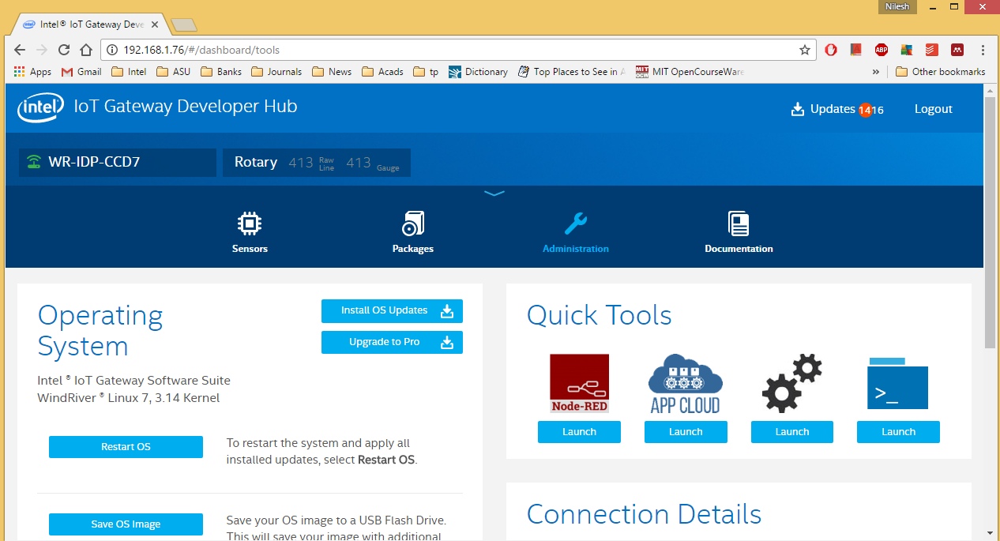 Nilesh
Intel® IoT Gateway Deve
192.168.1.76/#/dashboard/tools
ABP
Apps
Gmail
Intel
ASU
Banks
Journals
News
Acads
tp
Dictionary
Top Places to See in A
MIT OpenCourseWare
»
Other bookmarks
intel
IoT Gateway Developer Hub
Updates 1416
Logout
WR-IDP-CCD7
Rotary 413 Raw Line 413 Gauge
Sensors
Packages
Administration
Documentation
Operating
System
Install OS Updates
Upgrade to Pro
Intel ® IoT Gateway Software Suite
WindRiver ® Linux 7, 3.14 Kernel
Restart OS
To restart the system and apply all
installed updates, select Restart OS.
Save OS Image
Save your OS image to a USB Flash Drive.
This will save your image with additional
Quick Tools
Node-RED
APP CLOUD
>_
Launch
Launch
Launch
Launch
Connection Details